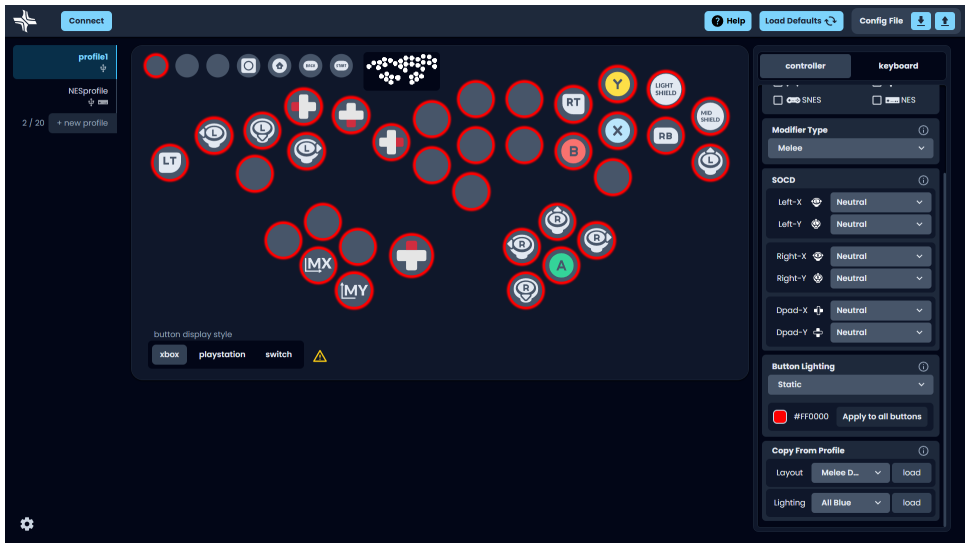 Connect
Help
Load Defaults
Config File
profile1
NESprofile
2 / 20
+ new profile
BACK
START
LT
L
L
L
RT
B
Y
X
LIGHT
SHIELD
RB
MID
SHIELD
L
MX
MY
R
R
R
A
R
button display style
xbox
playstation
switch
controller
keyboard
SNES
NES
Modifier Type
Melee
SOCD
Left-X
Neutral
Left-Y
Neutral
Right-X
Neutral
Right-Y
Neutral
Dpad-X
Neutral
Dpad-Y
Neutral
Button Lighting
Static
#FF0000
Apply to all buttons
Copy From Profile
Layout
Melee D...
load
Lighting
All Blue
load